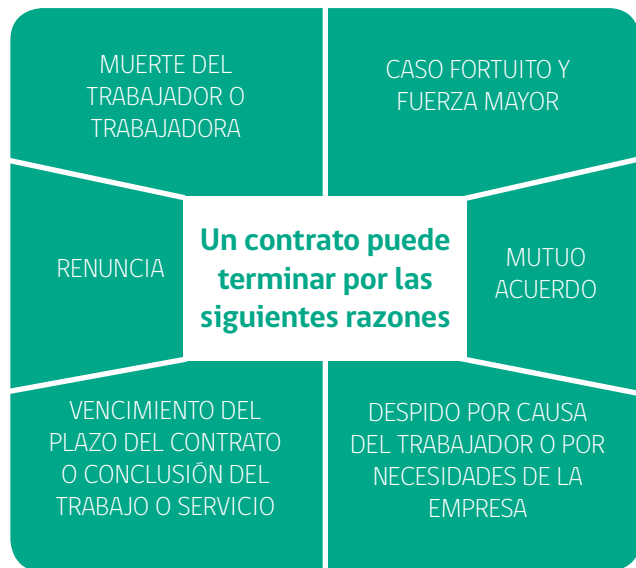 MUERTE DEL
TRABAJADOR O
TRABAJADORA
CASO FORTUITO Y
FUERZA MAYOR
RENUNCIA
Un contrato puede
terminar por las
siguientes razones
MUTUO
ACUERDO
VENCIMIENTO DEL
PLAZO DEL CONTRATO
O CONCLUSIÓN DEL
TRABAJO O SERVICIO
DESPIDO POR CAUSA
DEL TRABAJADOR O POR
NECESIDADES DE LA
EMPRESA